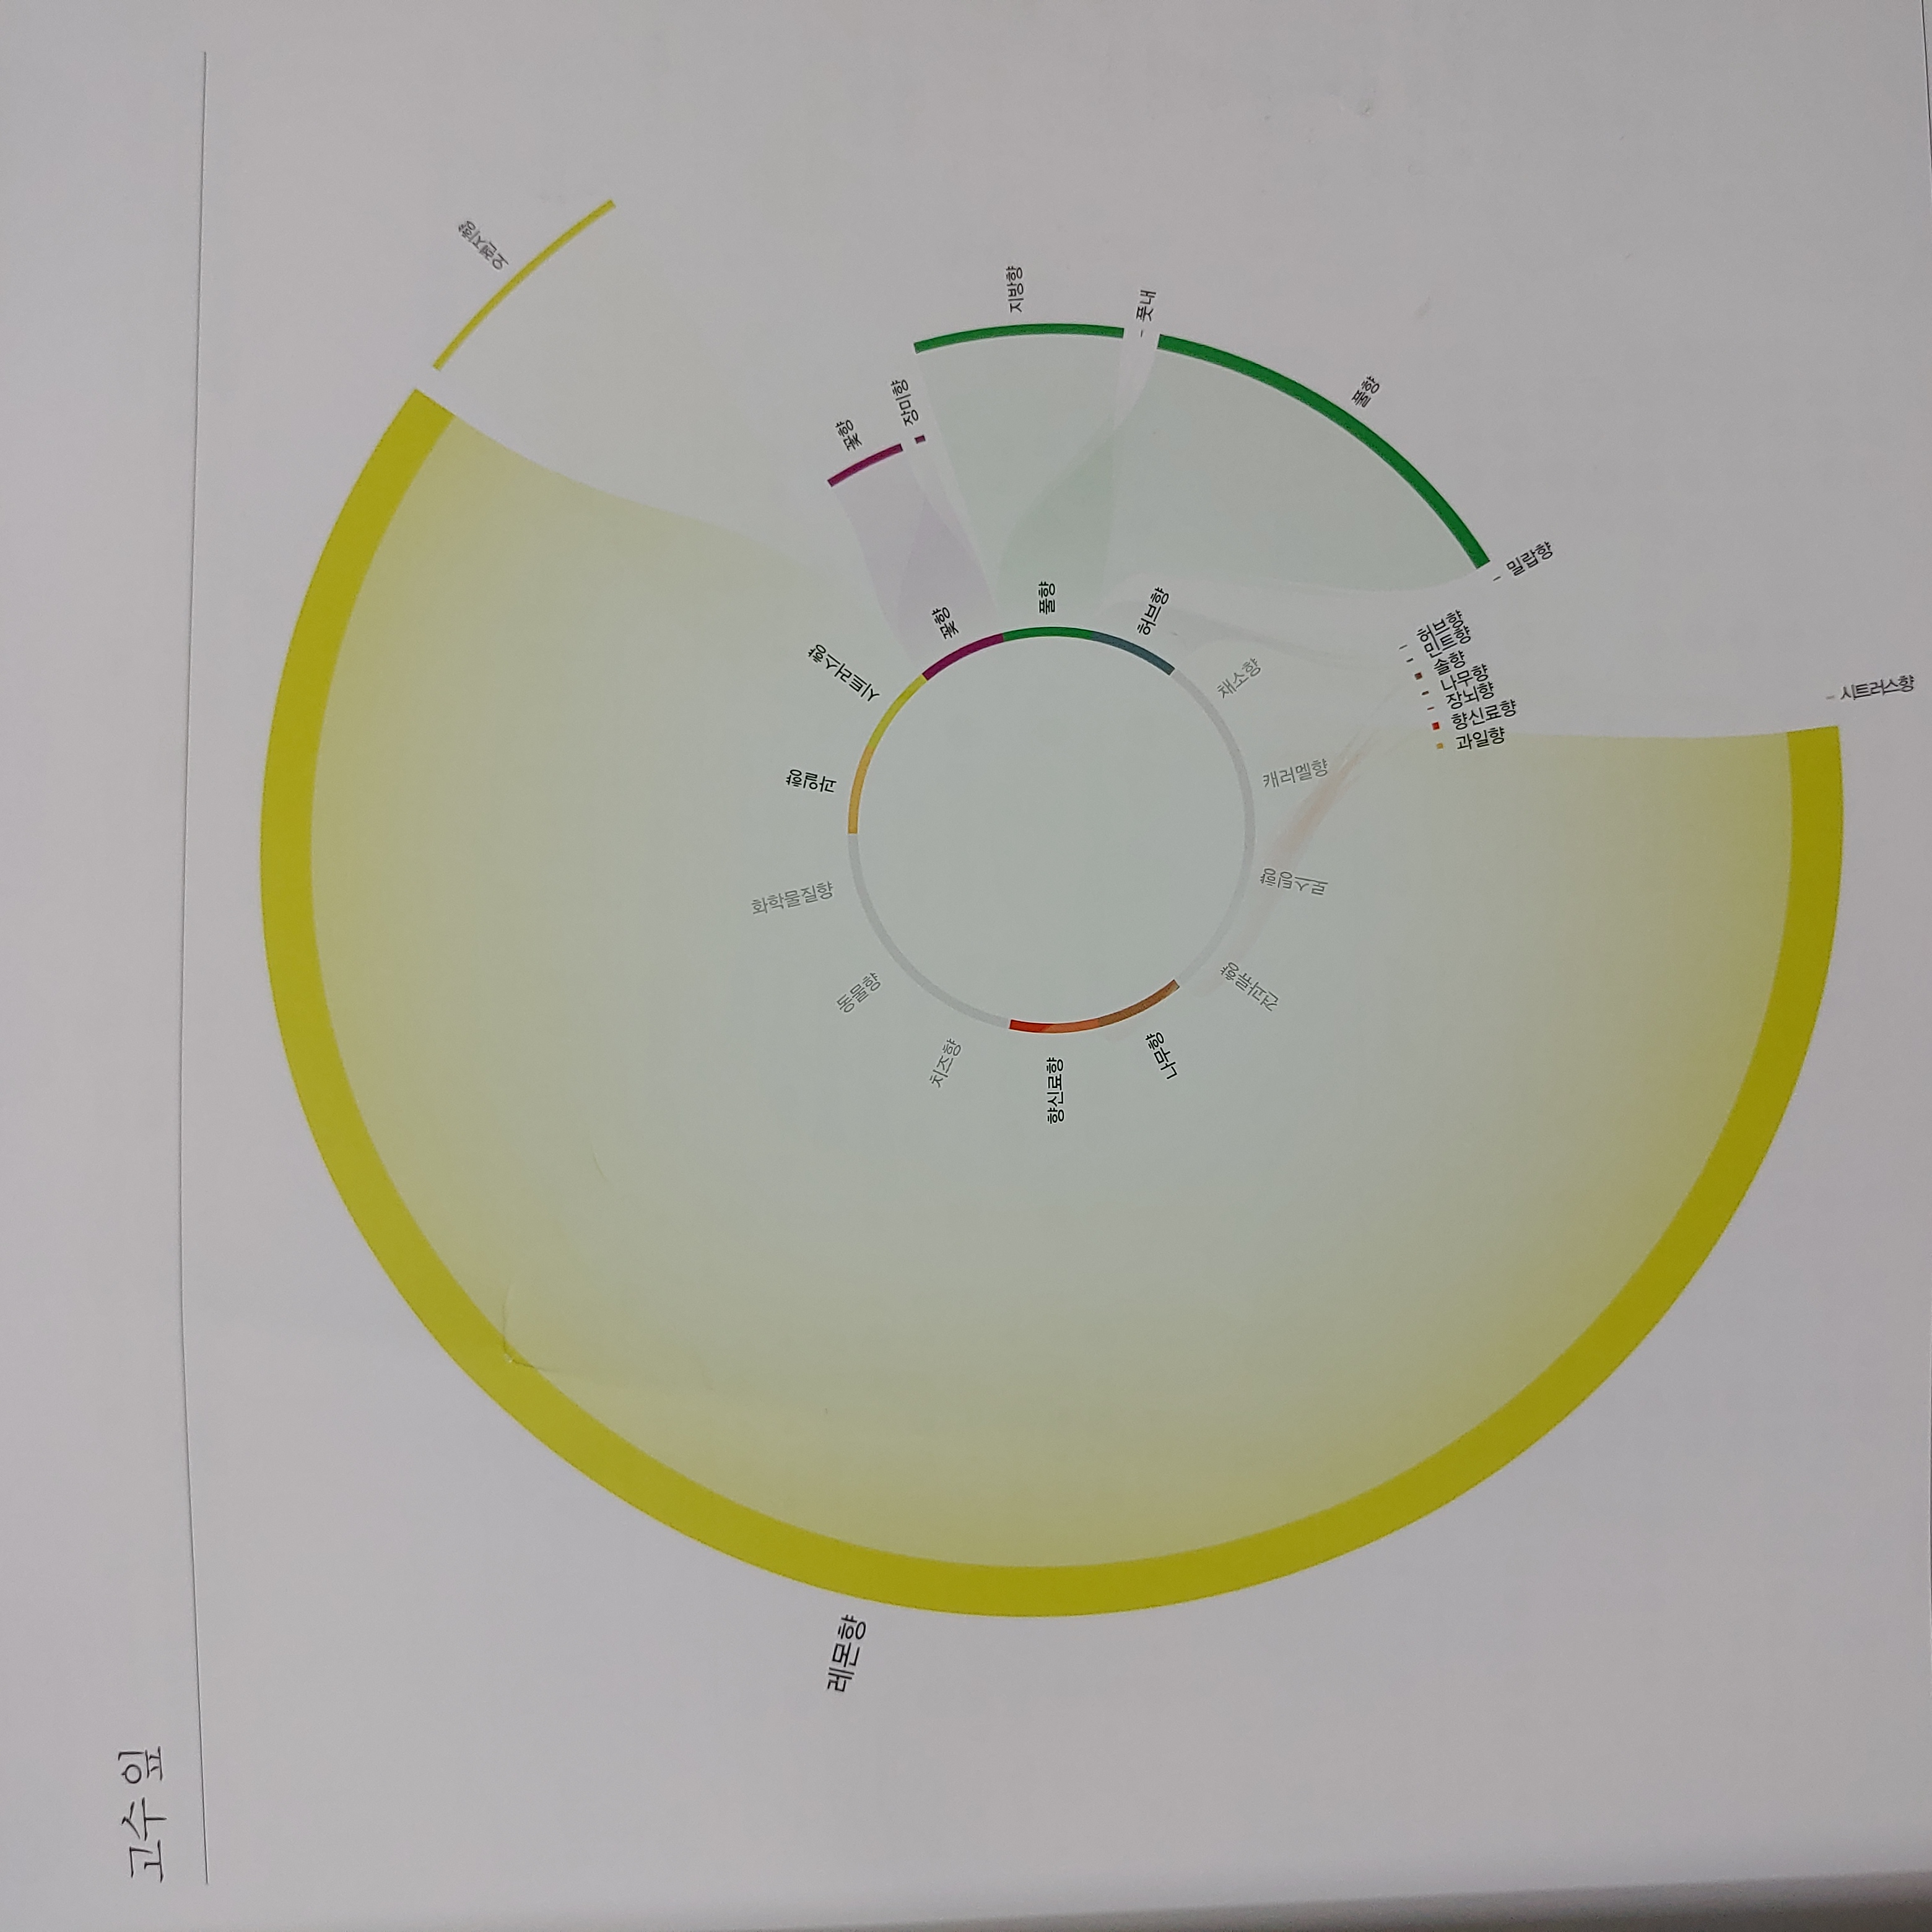 고수 잎
레몬향
오렌지향
꽃향
장미향
지방향
풋내
풀향
밀랍향
허브향
민트향
솔향
나무향
장뇌향
향신료향
과일향
시트러스향
과일향
시트러스향
꽃향
풀향
허브향
채소향
캐러멜향
로스팅향
견과류향
나무향
향신료향
치즈향
동물향
화학물질향